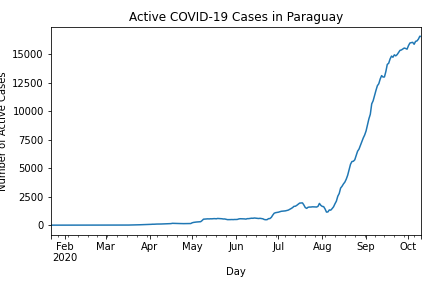 Active COVID-19 Cases in Paraguay
Number of Active Cases
15000
12500
10000
7500
5000
2500
0
Feb Mar Apr May Jun Jul Aug Sep Oct
2020
Day